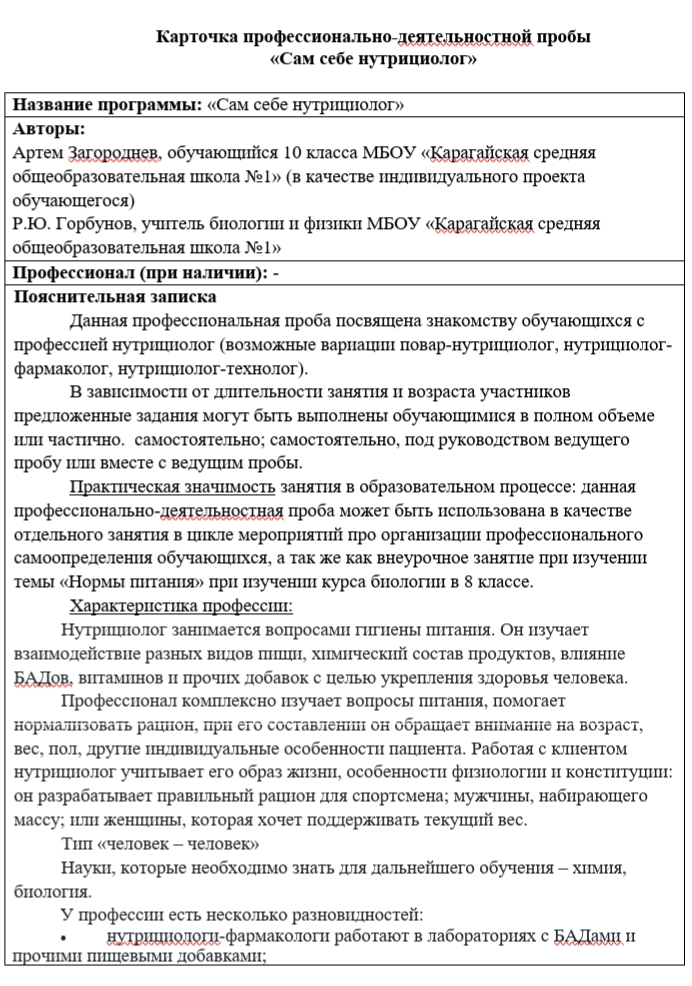 Карточка профессионально-деятельностной пробы
«Сам себе нутрициолог»
Название программы: «Сам себе нутрициолог»
Авторы:
Артем Загороднев, обучающийся 10 класса МБОУ «Карагайская средняя
общеобразовательная школа №1» (в качестве индивидуального проекта
обучающегося)
Р.Ю. Горбунов, учитель биологии и физики МБОУ «Карагайская средняя
общеобразовательная школа №1»
Профессионал (при наличии): -
Пояснительная записка
Данная профессиональная проба посвящена знакомству обучающихся с
профессией нутрициолог (возможные вариации повар-нутрициолог, нутрициолог-
фармаколог, нутрициолог-технолог).
В зависимости от длительности занятия и возраста участников
предложенные задания могут быть выполнены обучающимися в полном объеме
или частично. самостоятельно; самостоятельно, под руководством ведущего
пробу или вместе с ведущим пробы.
Практическая значимость занятия в образовательном процессе: данная
профессионально-деятельностная проба может быть использована в качестве
отдельного занятия в цикле мероприятий про организации профессионального
самоопределения обучающихся, а так же как внеурочное занятие при изучении
темы «Нормы питания» при изучении курса биологии в 8 классе.
Характеристика профессии:
Нутрициолог занимается вопросами гигиены питания. Он изучает
взаимодействие разных видов пищи, химический состав продуктов, влияние
БАДов, витаминов и прочих добавок с целью укрепления здоровья человека.
Профессионал комплексно изучает вопросы питания, помогает
нормализовать рацион, при его составлении он обращает внимание на возраст,
вес, пол, другие индивидуальные особенности пациента. Работая с клиентом
нутрициолог учитывает его образ жизни, особенности физиологии и конституции:
он разрабатывает правильный рацион для спортсмена; мужчины, набирающего
массу; или женщины, которая хочет поддерживать текущий вес.
Тип «человек – человек»
Науки, которые необходимо знать для дальнейшего обучения – химия,
биология.
У профессии есть несколько разновидностей:
• нутрициологи-фармакологи работают в лабораториях с БАДами и
прочими пищевыми добавками;